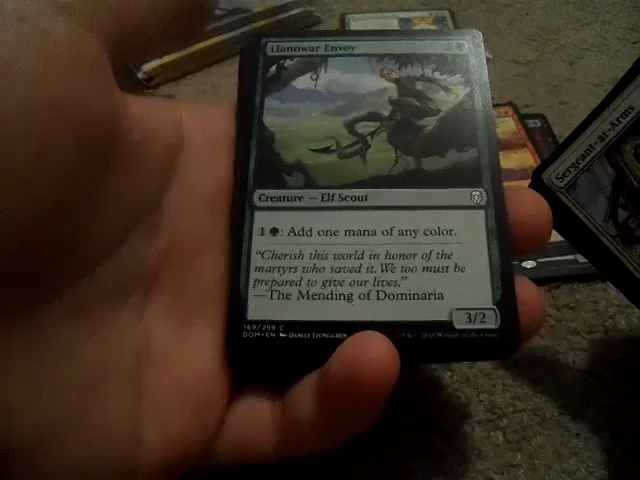 Llanowar Envoy
Creature — Elf Scout
1 : Add one mana of any color.
"Cherish this world in honor of the
martyrs who saved it. We too must be
prepared to give our lives."
—The Mending of Dominaria
3/2
169/269 C
DOM • EN
Sergeant-at-Arms